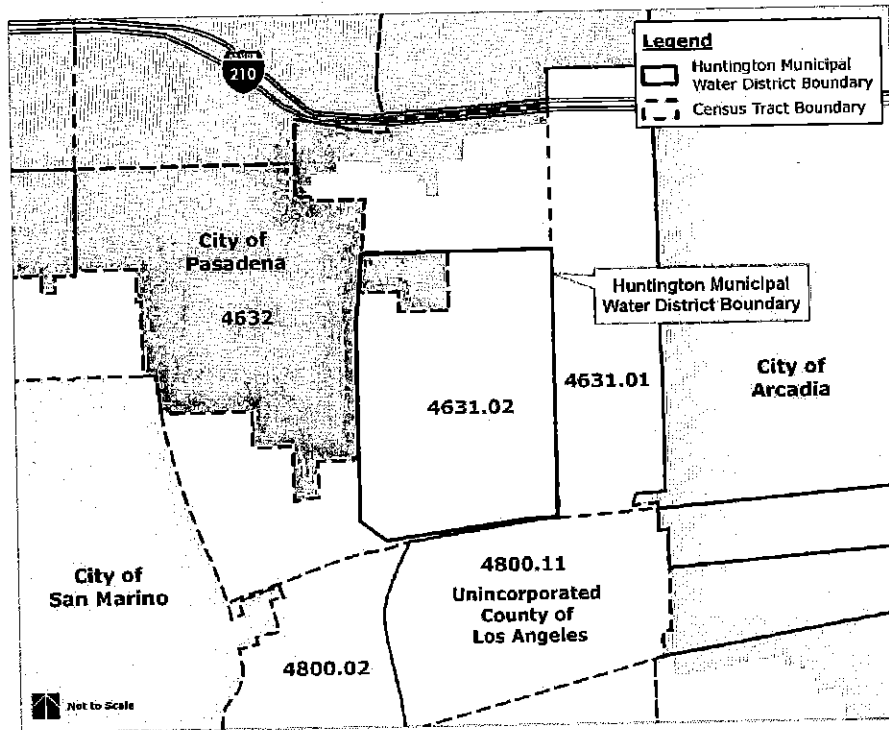 210
Legend
Huntington Municipal
Water District Boundary
Census Tract Boundary
City of
Pasadena
4632
Huntington Municipal
Water District Boundary
4631.02
4631.01
City of
Arcadia
City of
San Marino
4800.11
Unincorporated
County of
Los Angeles
4800.02
Not to Scale